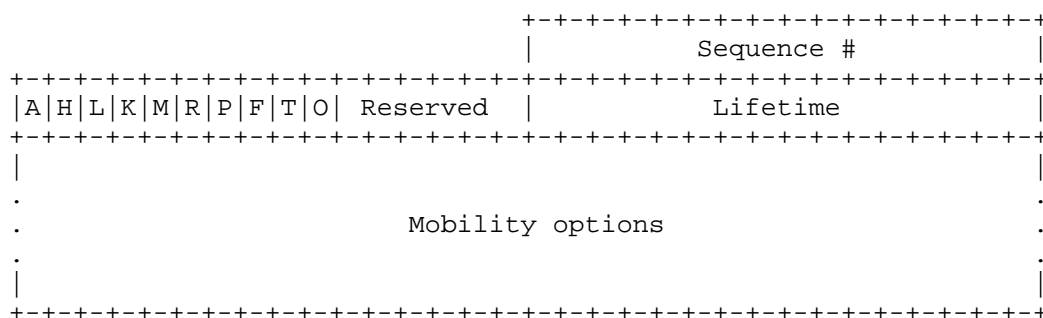 +-+-+-+-+-+-+-+-+-+-+-+-+-+-+-+-+
                                |          Sequence #           |
+-+-+-+-+-+-+-+-+-+-+-+-+-+-+-+-+-+-+-+-+-+-+-+-+-+-+-+-+-+-+-+-+
|A|H|L|K|M|R|P|F|T|O| Reserved  |           Lifetime            |
+-+-+-+-+-+-+-+-+-+-+-+-+-+-+-+-+-+-+-+-+-+-+-+-+-+-+-+-+-+-+-+-+
|                                                               |
.                                                               .
.                        Mobility options                       .
.                                                               .
|                                                               |
+-+-+-+-+-+-+-+-+-+-+-+-+-+-+-+-+-+-+-+-+-+-+-+-+-+-+-+-+-+-+-+-+